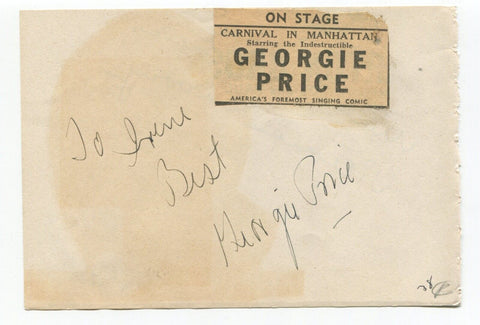 ON STAGE
CARNIVAL IN MANHATTAN
Starring the Indestructible
GEORGIE
PRICE
AMERICA'S FOREMOST SINGING COMIC
To Irene
Best
Georgie Price